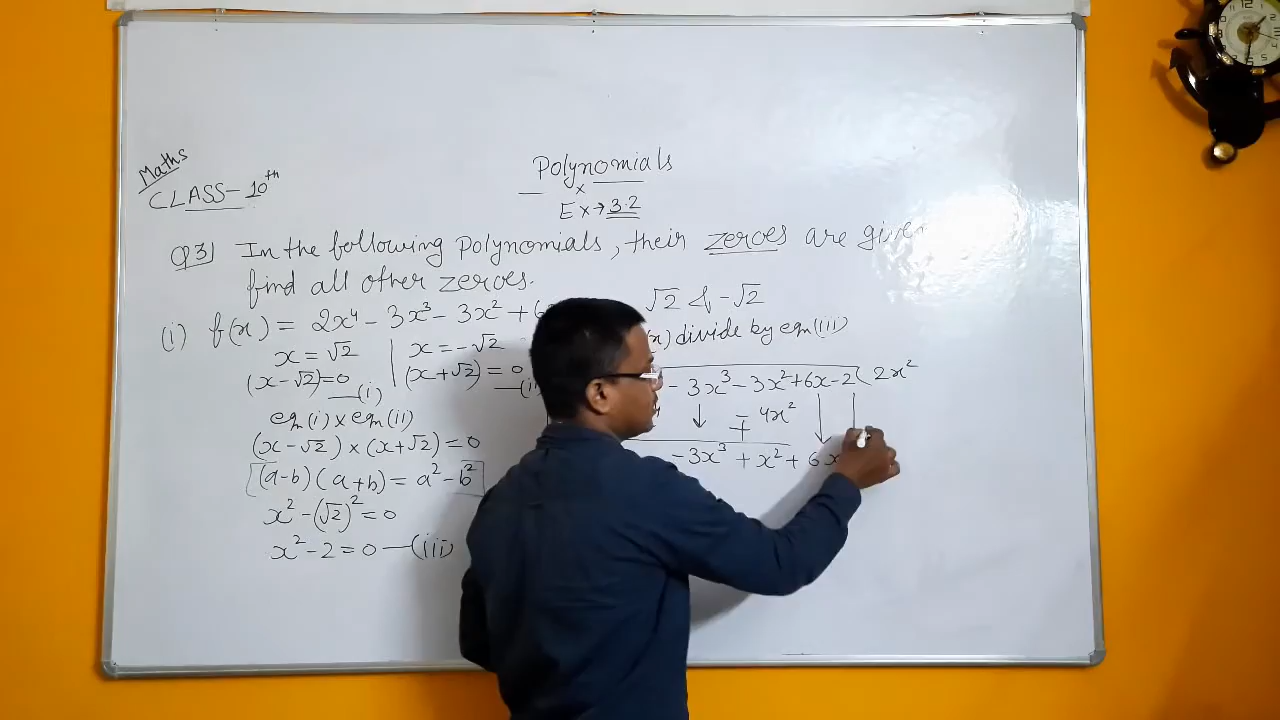 Maths
CLASS-10th
Polynomials
x
Ex→3.2
Q3] In the following Polynomials, their zeroes are given
find all other zeroes.
(i) f(x) = 2x⁴ - 3x³ - 3x² + 6x √2 & -√2
x = √2 | x = -√2
(x-√2)=0 —(i) (x+√2) = 0 —(ii)
eqn(i) x eqn(ii)
(x-√2) × (x+√2) = 0
(a-b) (a+b) = a² - b²
x² - (√2)² = 0
x² - 2 = 0 —(iii)
(x) divide by eqn(iii)
- 3x³ - 3x² + 6x - 2 ( 2x²
∓ 4x²
- 3x³ + x² + 6x